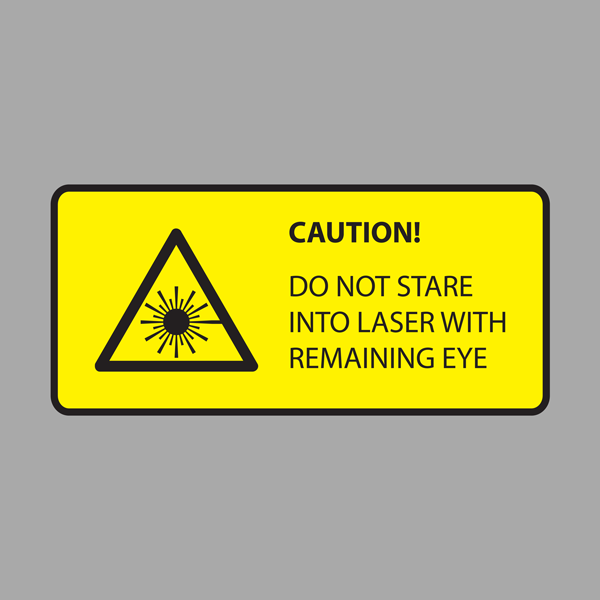 CAUTION!
DO NOT STARE
INTO LASER WITH
REMAINING EYE